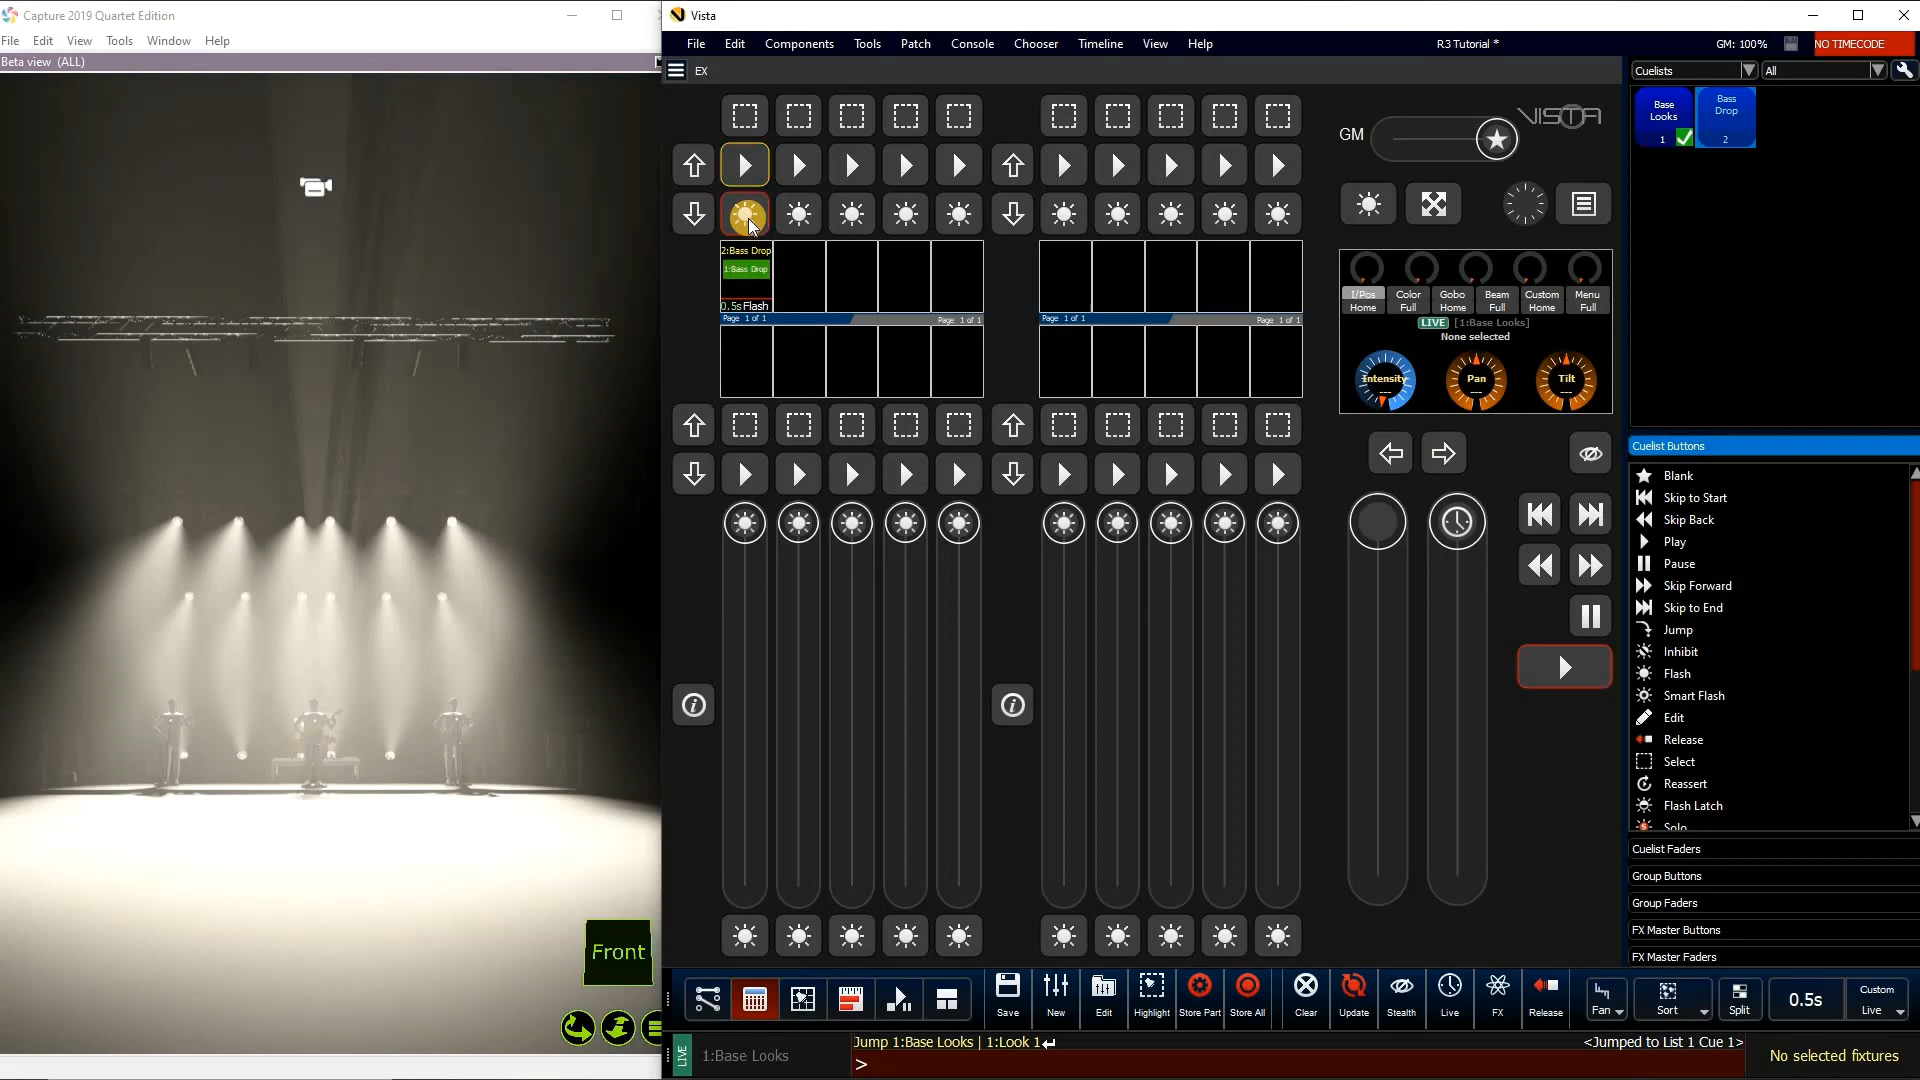 Capture 2019 Quartet Edition
File Edit View Tools Window Help
Beta view (ALL)
Front
Vista
File Edit Components Tools Patch Console Chooser Timeline View Help
R3 Tutorial *
GM: 100%
NO TIMECODE
EX
GM
VISTA
2:Bass Drop
1:Bass Drop
0.5s Flash
Page 1 of 1
Page 1 of 1
Page 1 of 1
Page 1 of 1
I/Pos Color Gobo Beam Custom Menu
Home Full Home Full Home Full
LIVE [1:Base Looks]
None selected
Intensity Pan Tilt
--- --- ---
Cuelists All
Base Looks 1
Bass Drop 2
Cuelist Buttons
Blank
Skip to Start
Skip Back
Play
Pause
Skip Forward
Skip to End
Jump
Inhibit
Flash
Smart Flash
Edit
Release
Select
Reassert
Flash Latch
Solo
Cuelist Faders
Group Buttons
Group Faders
FX Master Buttons
FX Master Faders
Save New Edit Highlight Store Part Store All Clear Update Stealth Live FX Release Fan Sort Split 0.5s Custom Live
LIVE
1:Base Looks
Jump 1:Base Looks | 1:Look 1↵
<Jumped to List 1 Cue 1>
>
No selected fixtures